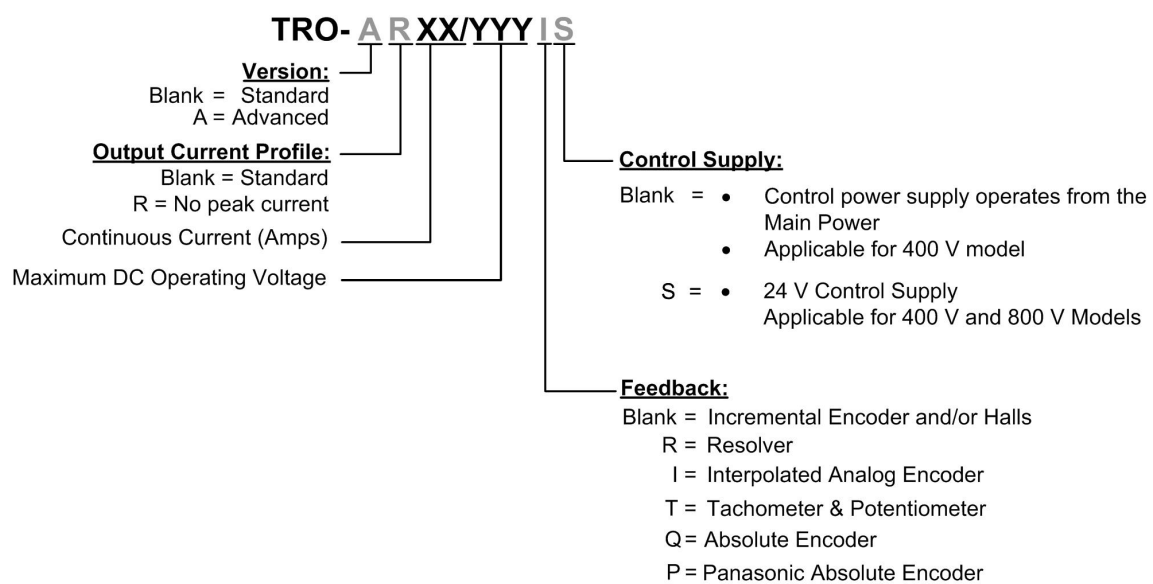 TRO- A R XX/YYY I S
Version:
Blank = Standard
A = Advanced
Output Current Profile:
Blank = Standard
R = No peak current
Continuous Current (Amps)
Maximum DC Operating Voltage
Control Supply:
Blank = • Control power supply operates from the
Main Power
• Applicable for 400 V model
S = • 24 V Control Supply
Applicable for 400 V and 800 V Models
Feedback:
Blank = Incremental Encoder and/or Halls
R = Resolver
I = Interpolated Analog Encoder
T = Tachometer & Potentiometer
Q = Absolute Encoder
P = Panasonic Absolute Encoder